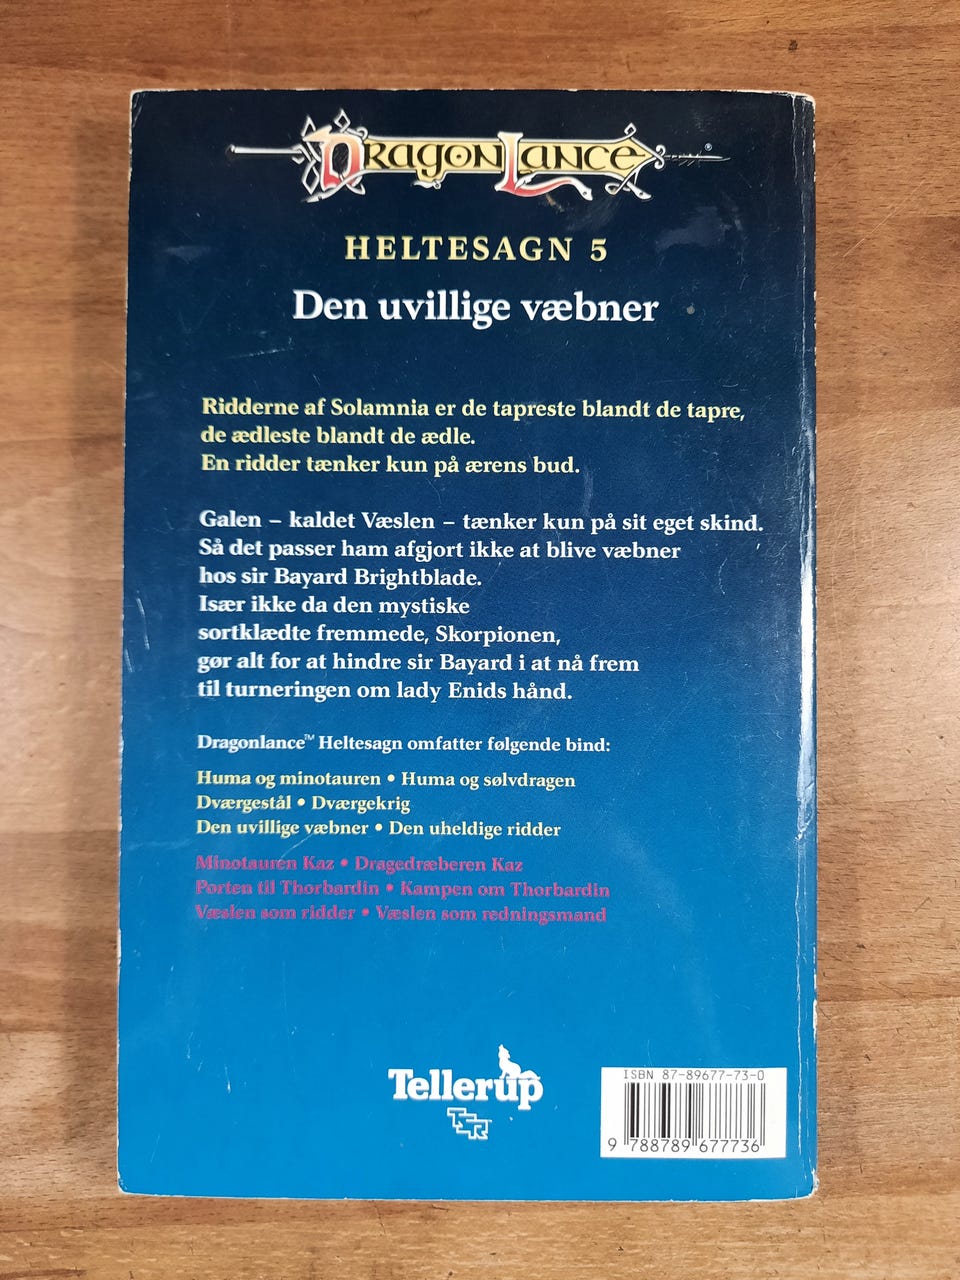 DRAGONLANCE®
HELTESAGN 5
Den uvillige væbner
Ridderne af Solamnia er de tapreste blandt de tapre,
de ædleste blandt de ædle.
En ridder tænker kun på ærens bud.
Galen – kaldet Væslen – tænker kun på sit eget skind.
Så det passer ham afgjort ikke at blive væbner
hos sir Bayard Brightblade.
Især ikke da den mystiske
sortklædte fremmede, Skorpionen,
gør alt for at hindre sir Bayard i at nå frem
til turneringen om lady Enids hånd.
Dragonlance™ Heltesagn omfatter følgende bind:
Huma og minotauren • Huma og sølvdragen
Dværgestål • Dværgekrig
Den uvillige væbner • Den uheldige ridder
Minotauren Kaz • Dragedræberen Kaz
Porten til Thorbardin • Kampen om Thorbardin
Væslen som ridder • Væslen som redningsmand
Tellerup
TSR
ISBN 87-89677-73-0
9 788789 677736